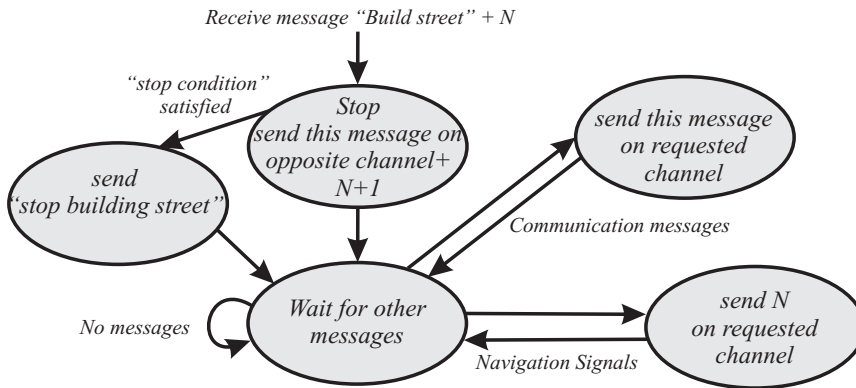 Receive message “Build street” + N
“stop condition”
satisfied
Stop
send this message on
opposite channel+
N+1
send this message
on requested
channel
send
“stop building street”
Communication messages
Wait for other
messages
No messages
send N
on requested
channel
Navigation Signals